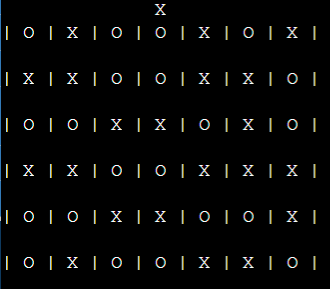 X
| O | X | O | O | X | O | X |
| X | X | O | O | X | X | O |
| O | O | X | X | O | X | O |
| X | X | O | O | X | X | X |
| O | O | X | X | O | O | X |
| O | X | O | O | X | X | O |